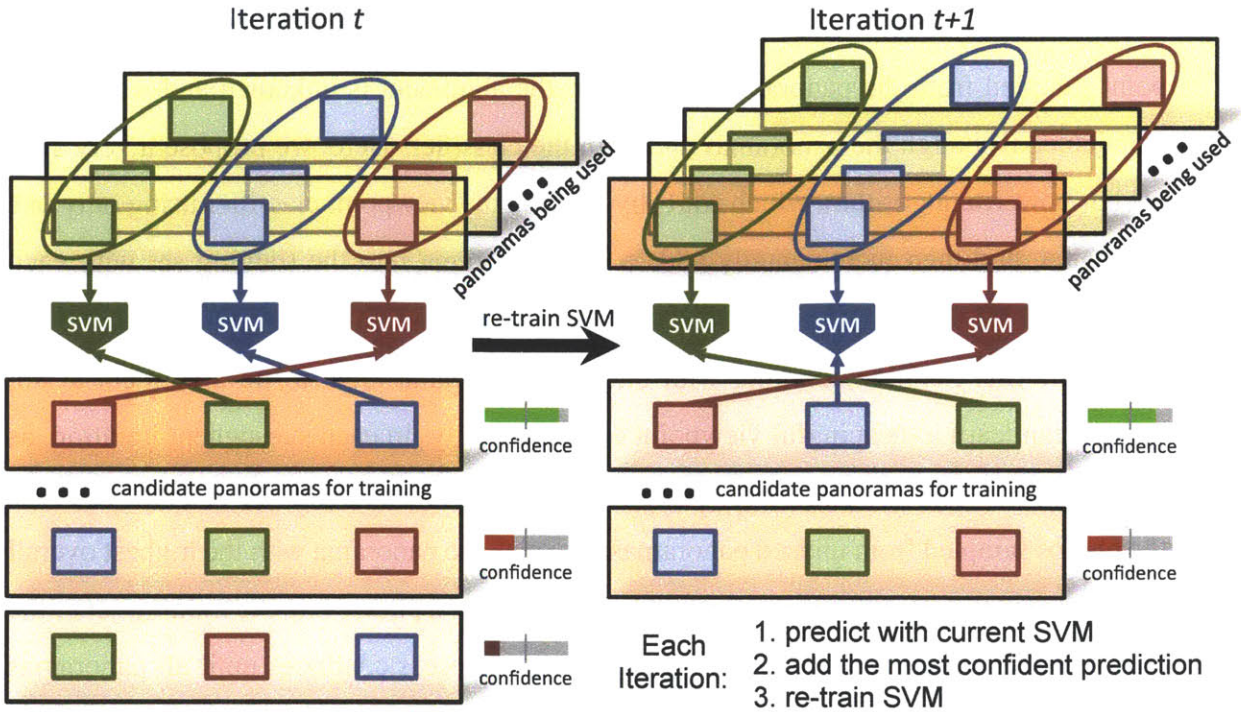 Iteration t
Iteration t+1
panoramas being used
panoramas being used
SVM
SVM
SVM
re-train SVM
SVM
SVM
SVM
confidence
confidence
candidate panoramas for training
candidate panoramas for training
confidence
confidence
confidence
Each
Iteration:
1. predict with current SVM
2. add the most confident prediction
3. re-train SVM